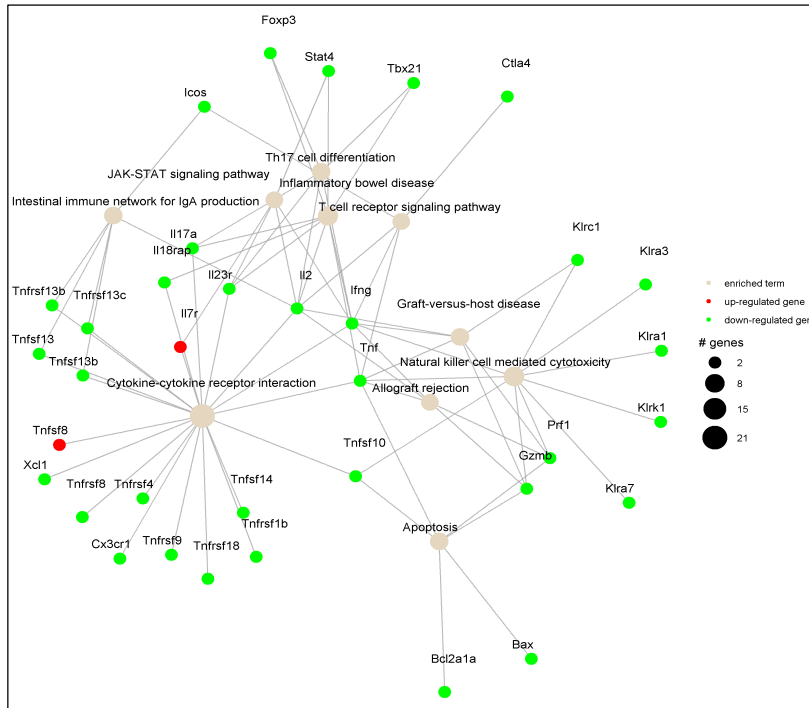 Foxp3
Stat4
Tbx21
Ctla4
Icos
Th17 cell differentiation
JAK-STAT signaling pathway
Inflammatory bowel disease
Intestinal immune network for IgA production
T cell receptor signaling pathway
Il17a
Il18rap
Klrc1
Klra3
Il23r
Il2
Ifng
Tnfrsf13b
Tnfrsf13c
Graft-versus-host disease
enriched term
up-regulated gene
down-regulated gen
Il7r
Tnfsf13
Tnf
Klra1
# genes
2
8
15
21
Tnfsf13b
Natural killer cell mediated cytotoxicity
Cytokine-cytokine receptor interaction
Allograft rejection
Klrk1
Tnfsf8
Prf1
Tnfsf10
Xcl1
Gzmb
Tnfrsf8
Tnfrsf4
Tnfsf14
Klra7
Tnfrsf1b
Apoptosis
Cx3cr1
Tnfrsf9
Tnfrsf18
Bax
Bcl2a1a